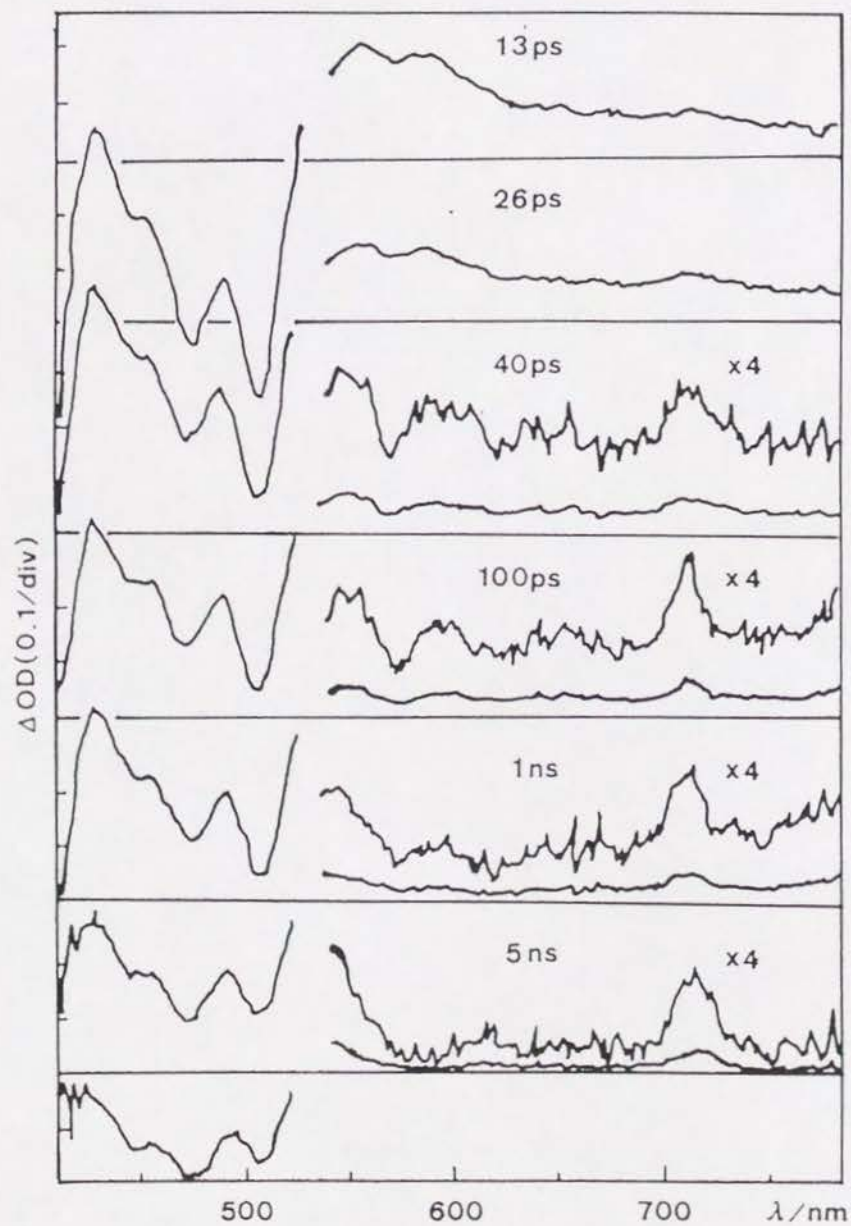 13ps
26ps
40ps x4
100ps x4
1ns x4
5ns x4
ΔOD(0.1/div)
500 600 700 λ/nm